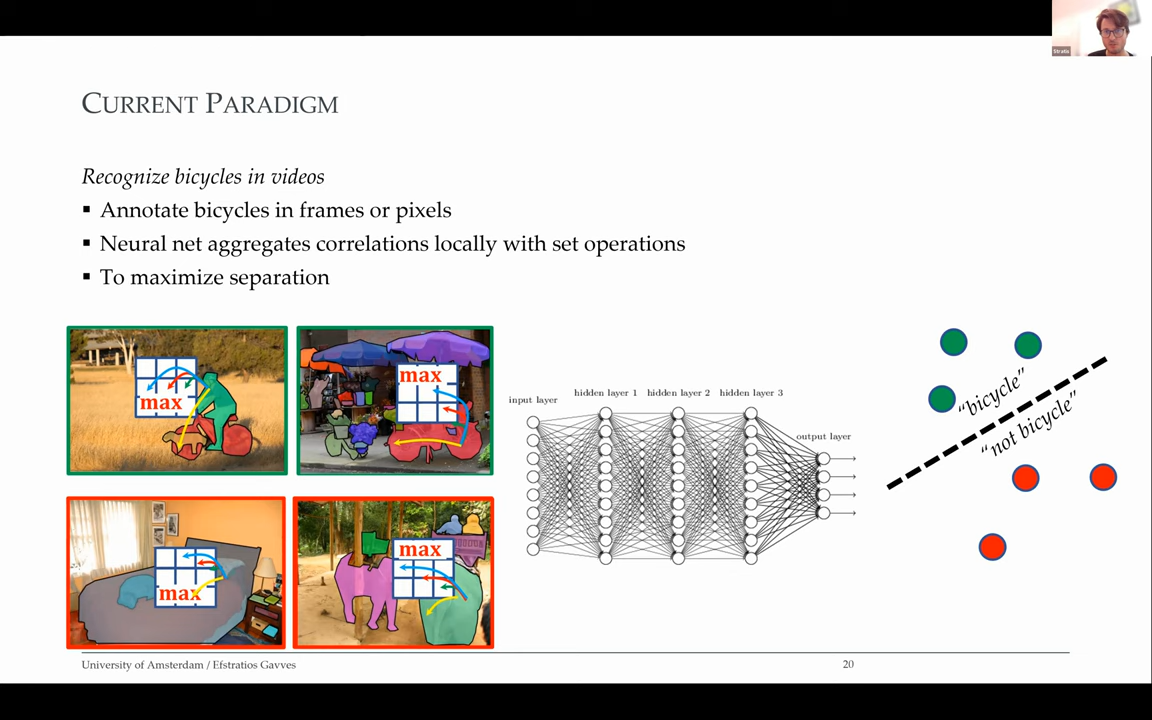 Stratis
CURRENT PARADIGM
Recognize bicycles in videos
▪ Annotate bicycles in frames or pixels
▪ Neural net aggregates correlations locally with set operations
▪ To maximize separation
max
max
max
max
input layer
hidden layer 1 hidden layer 2 hidden layer 3
output layer
"bicycle"
"not bicycle"
University of Amsterdam / Efstratios Gavves
20